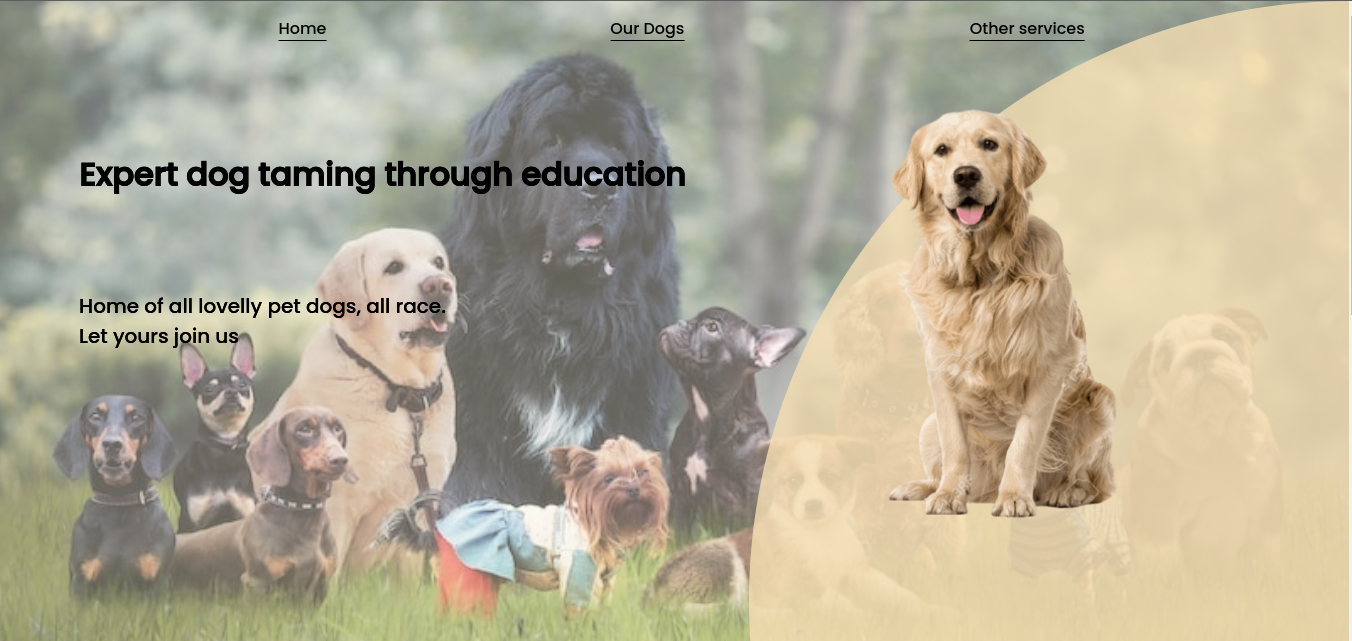 Home
Our Dogs
Other services
Expert dog taming through education
Home of all lovelly pet dogs, all race.
Let yours join us